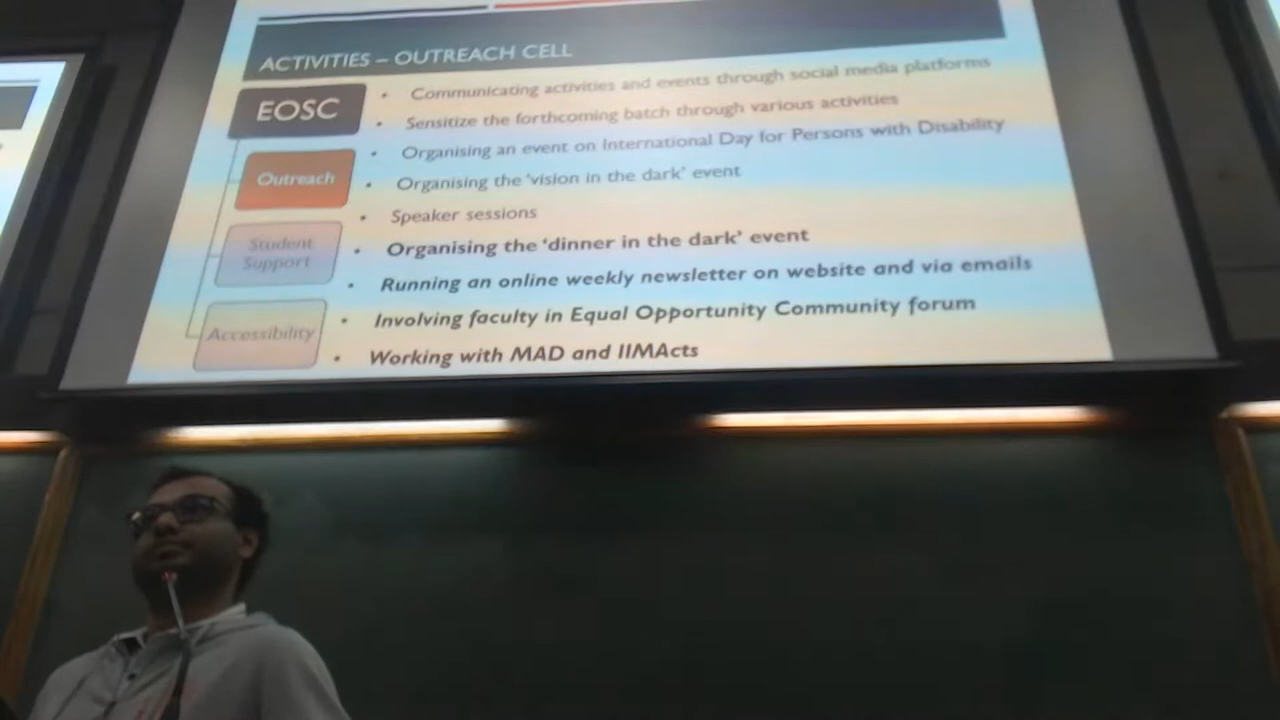 ACTIVITIES – OUTREACH CELL
EOSC
Outreach
Student
Support
Accessibility
• Communicating activities and events through social media platforms
• Sensitize the forthcoming batch through various activities
• Organising an event on International Day for Persons with Disability
• Organising the 'vision in the dark' event
• Speaker sessions
• Organising the 'dinner in the dark' event
• Running an online weekly newsletter on website and via emails
• Involving faculty in Equal Opportunity Community forum
• Working with MAD and IIMActs